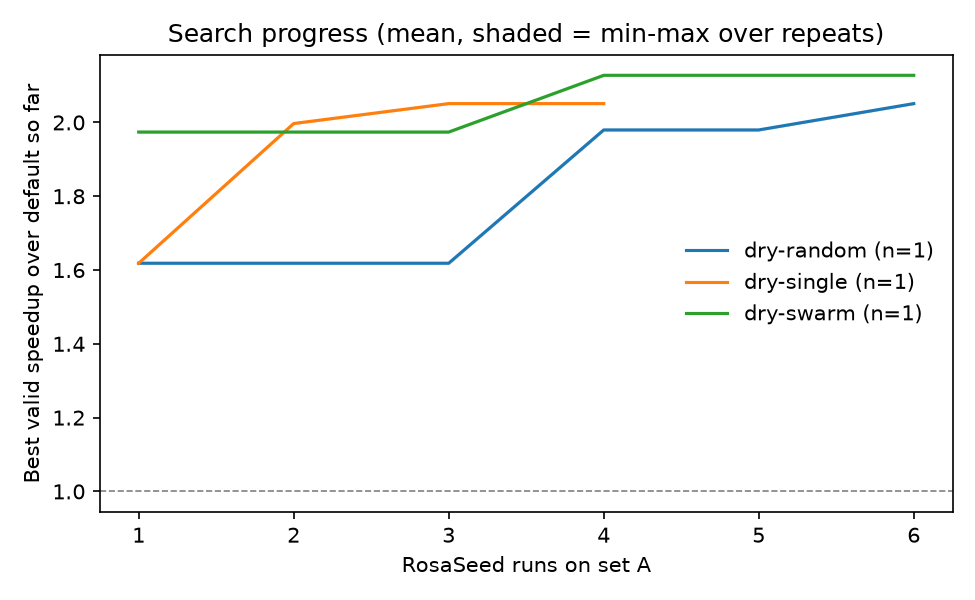 Search progress (mean, shaded = min-max over repeats)
Best valid speedup over default so far
2.0
1.8
1.6
1.4
1.2
1.0
dry-random (n=1)
dry-single (n=1)
dry-swarm (n=1)
1 2 3 4 5 6
RosaSeed runs on set A